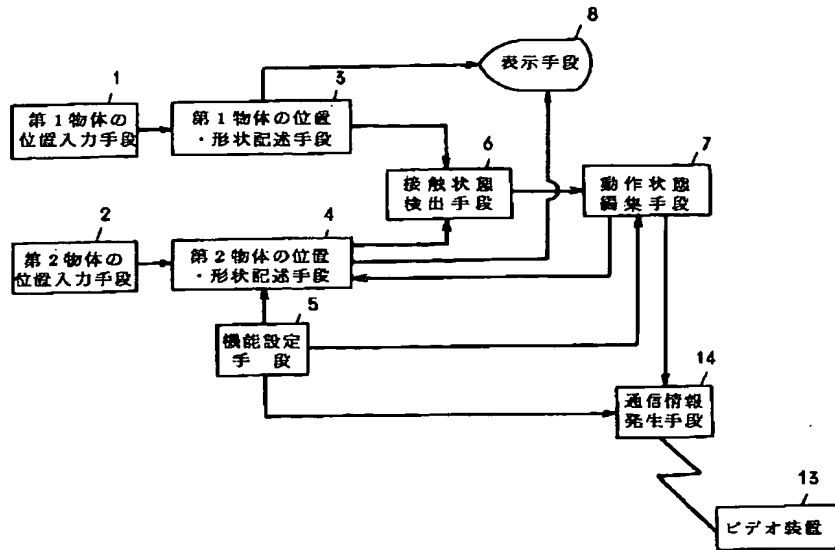 8
表示手段
1
第1物体の
位置入力手段
3
第1物体の位置
・形状記述手段
6
接触状態
検出手段
7
動作状態
編集手段
2
第2物体の
位置入力手段
4
第2物体の位置
・形状記述手段
5
機能設定
手段
14
通信情報
発生手段
13
ビデオ装置